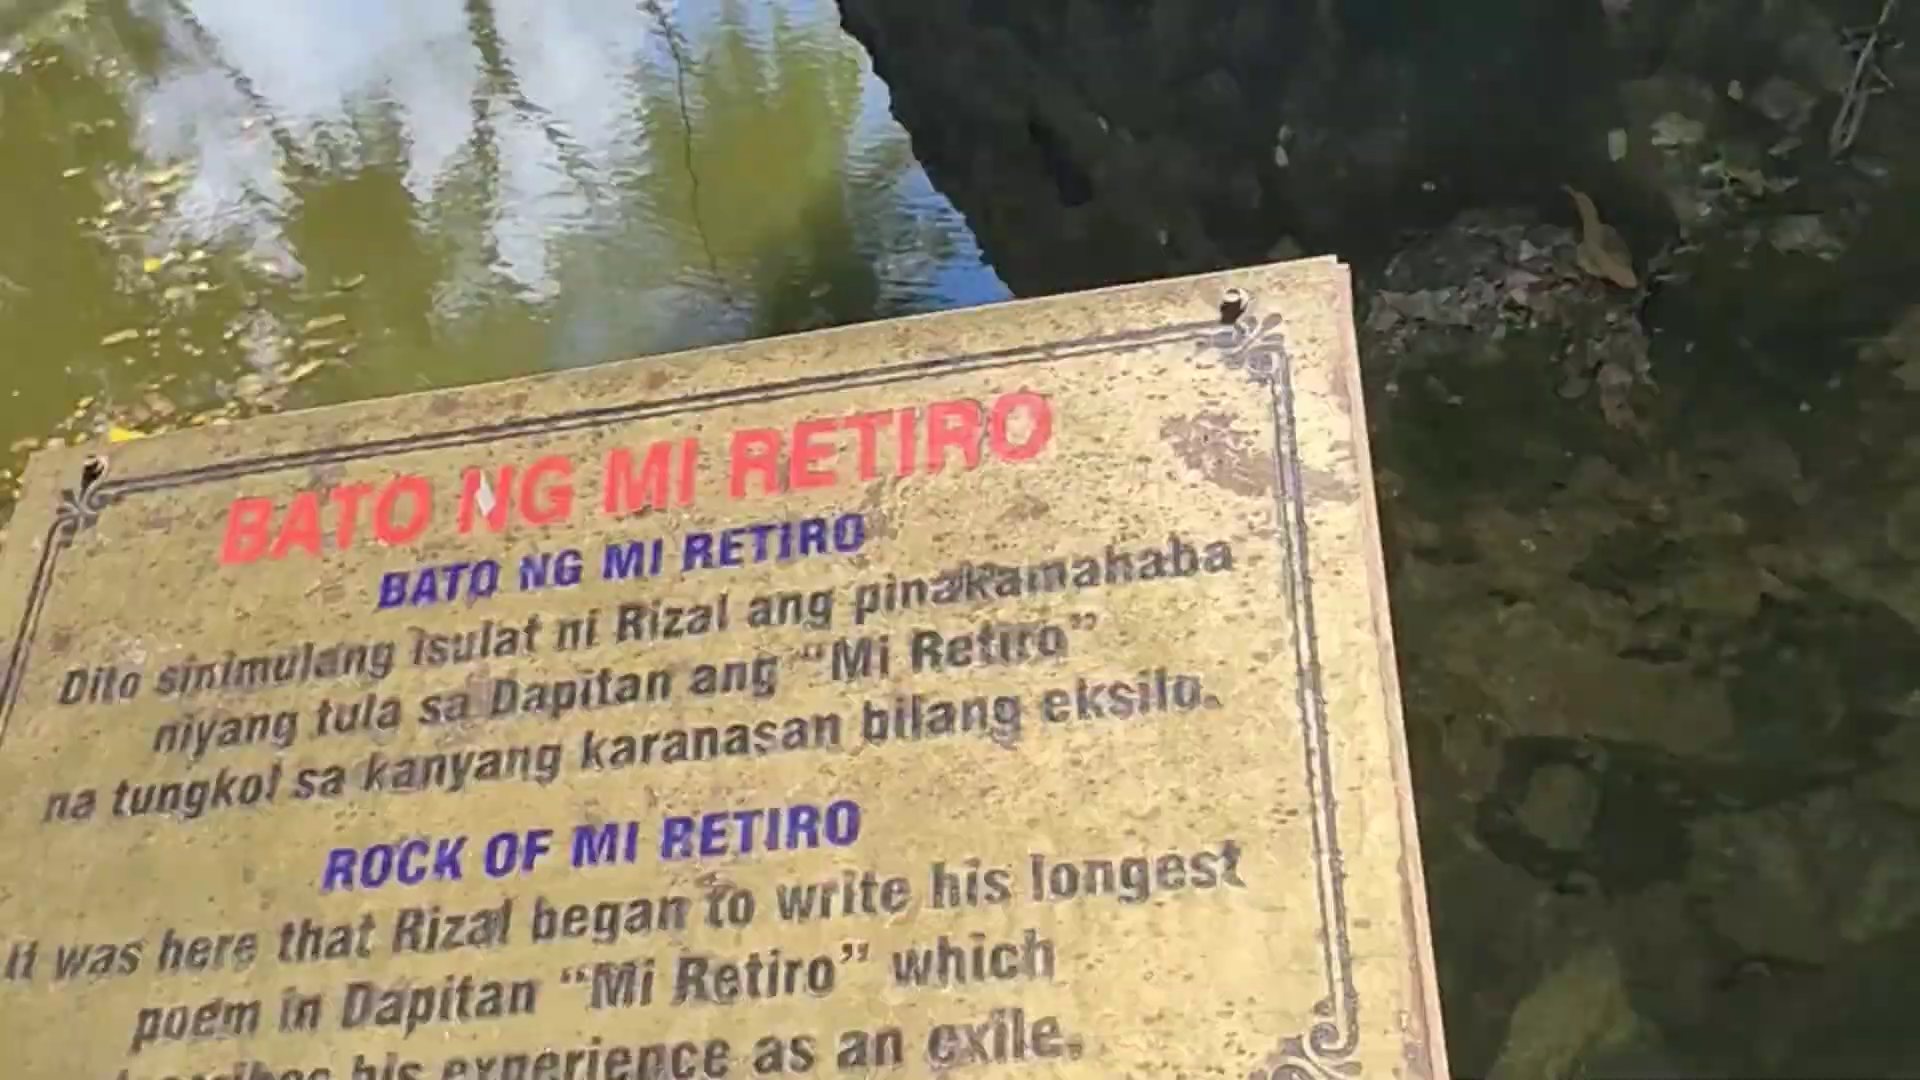 BATO NG MI RETIRO
BATO NG MI RETIRO
Dito sinimulang isulat ni Rizal ang pinakamahaba
niyang tula sa Dapitan ang "Mi Retiro"
na tungkol sa kanyang karanasan bilang eksilo.
ROCK OF MI RETIRO
It was here that Rizal began to write his longest
poem in Dapitan "Mi Retiro" which
his experience as an exile.